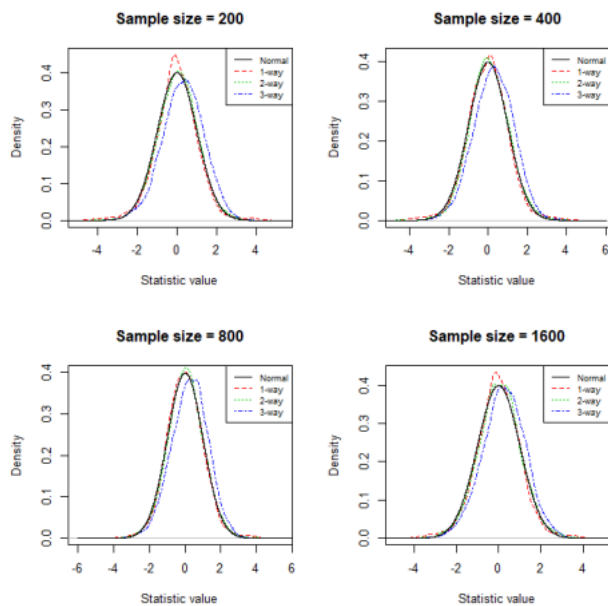 Sample size = 200
Normal
1-way
2-way
3-way
Density
0.0 0.1 0.2 0.3 0.4
-4 -2 0 2 4
Statistic value
Sample size = 400
Normal
1-way
2-way
3-way
Density
0.0 0.1 0.2 0.3 0.4
-4 -2 0 2 4 6
Statistic value
Sample size = 800
Normal
1-way
2-way
3-way
Density
0.0 0.1 0.2 0.3 0.4
-6 -4 -2 0 2 4 6
Statistic value
Sample size = 1600
Normal
1-way
2-way
3-way
Density
0.0 0.1 0.2 0.3 0.4
-4 -2 0 2 4
Statistic value